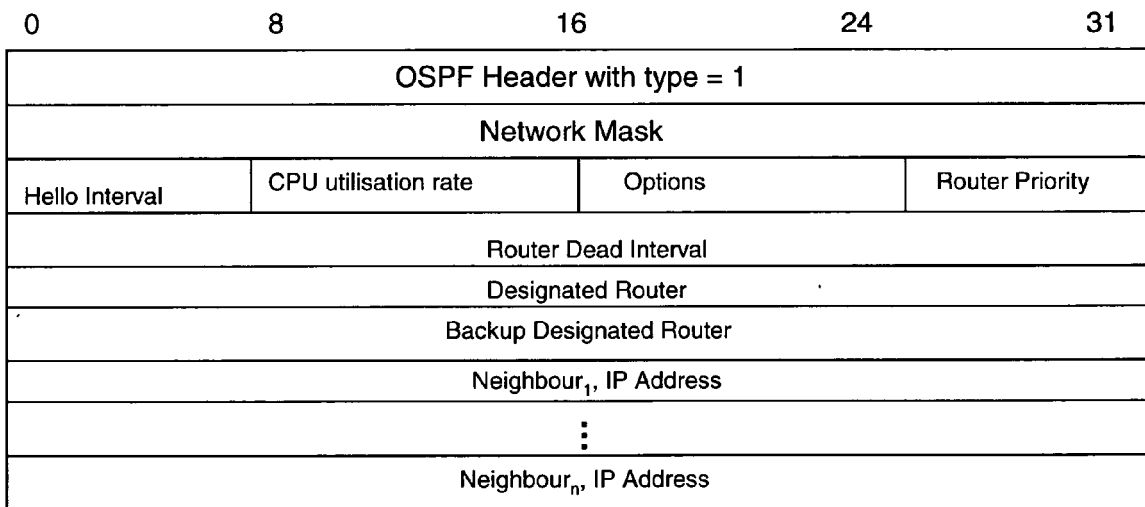 0 8 16 24 31
OSPF Header with type = 1
Network Mask
Hello Interval CPU utilisation rate Options Router Priority
Router Dead Interval
Designated Router
Backup Designated Router
Neighbour₁, IP Address
⋮
Neighbourₙ, IP Address